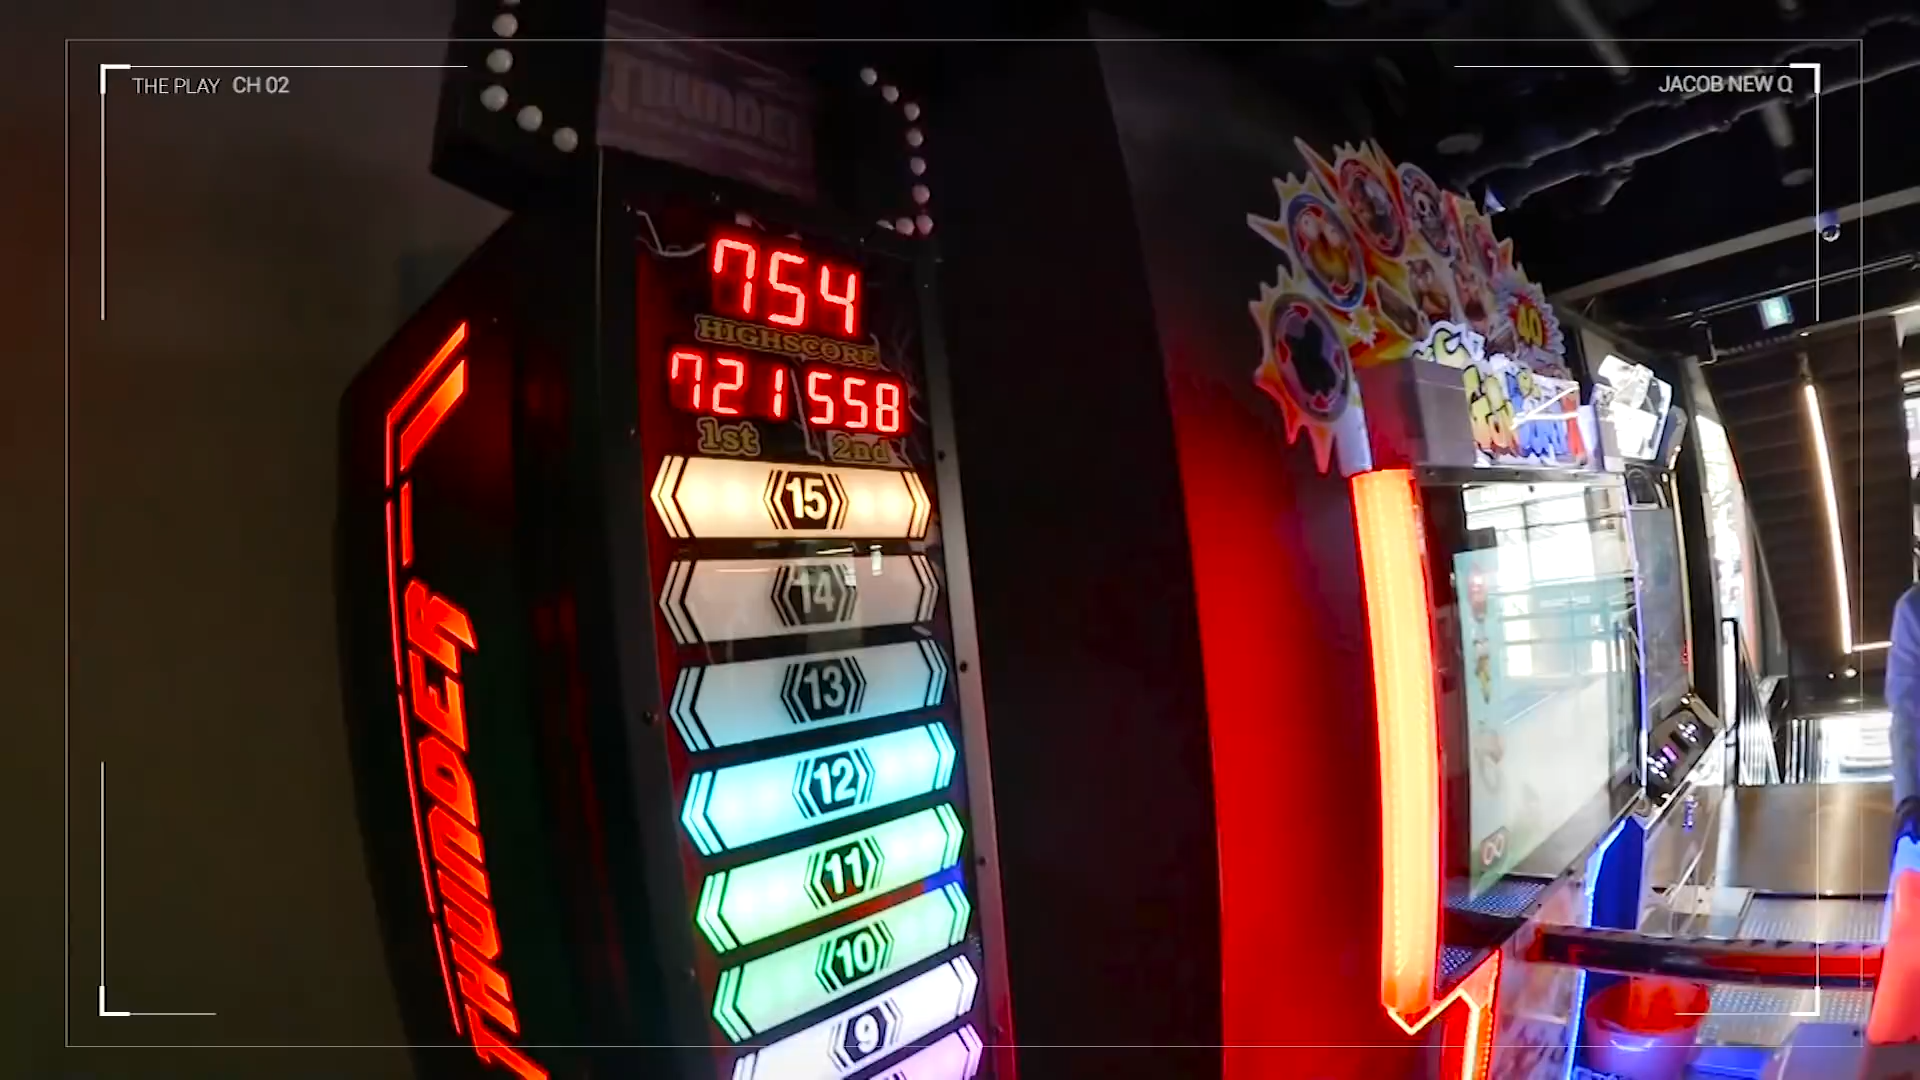 THE PLAY CH 02
JACOB NEW Q
THUNDER
754
HIGHSCORE
721 558
1st 2nd
15
14
13
12
11
10
9
THUNDER
40